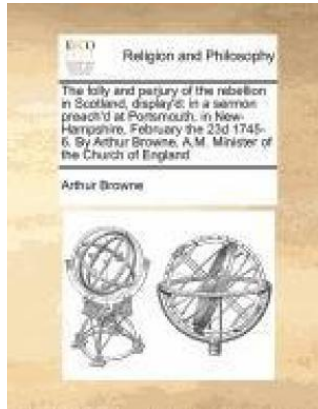 ECCO
Religion and Philosophy
The folly and perjury of the rebellion
in Scotland, display'd: in a sermon
preach'd at Portsmouth, in New-
Hampshire, February the 23d 1745-
6. By Arthur Browne, A.M. Minister of
the Church of England
Arthur Browne